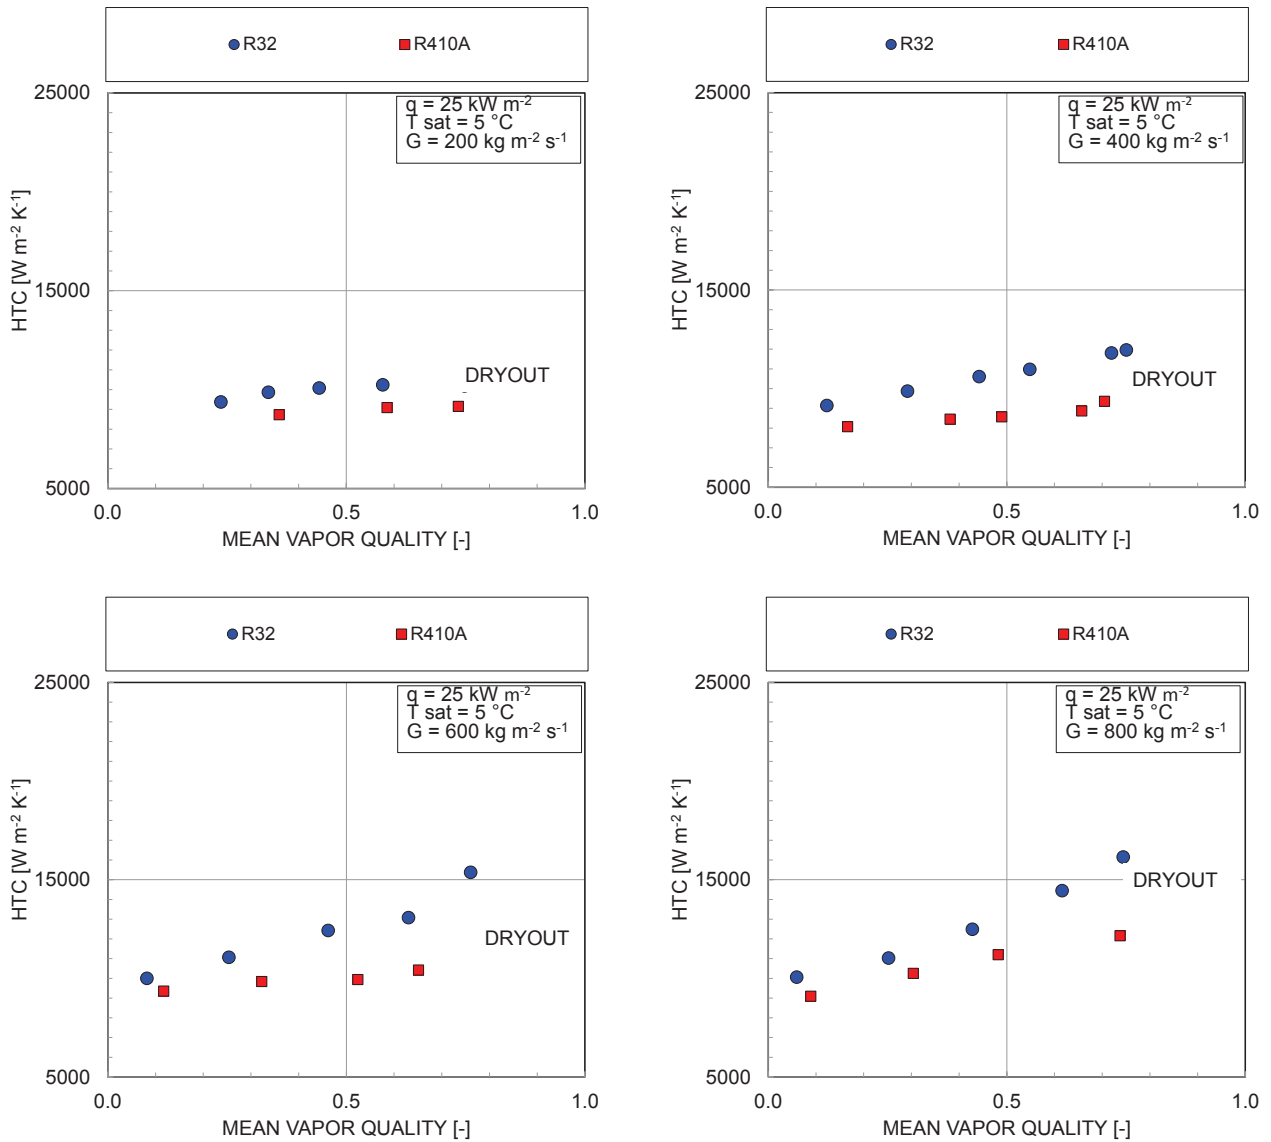 R32 R410A
25000
q = 25 kW m-2
T sat = 5 °C
G = 200 kg m-2 s-1
HTC [W m-2 K-1]
15000
DRYOUT
5000
0.0 0.5 1.0
MEAN VAPOR QUALITY [-]
R32 R410A
25000
q = 25 kW m-2
T sat = 5 °C
G = 400 kg m-2 s-1
HTC [W m-2 K-1]
15000
DRYOUT
5000
0.0 0.5 1.0
MEAN VAPOR QUALITY [-]
R32 R410A
25000
q = 25 kW m-2
T sat = 5 °C
G = 600 kg m-2 s-1
HTC [W m-2 K-1]
15000
DRYOUT
5000
0.0 0.5 1.0
MEAN VAPOR QUALITY [-]
R32 R410A
25000
q = 25 kW m-2
T sat = 5 °C
G = 800 kg m-2 s-1
HTC [W m-2 K-1]
15000
DRYOUT
5000
0.0 0.5 1.0
MEAN VAPOR QUALITY [-]